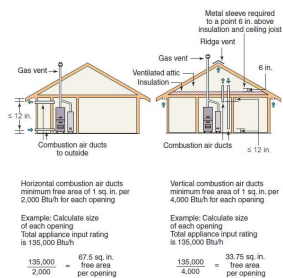 Metal sleeve required
to a point 6 in. above
insulation and ceiling joist
Ridge vent
Gas vent
Gas vent
Ventilated attic
Insulation
6 in.
≤ 12 in.
Combustion air ducts
to outside
Combustion air ducts
≤ 12 in.
Horizontal combustion air ducts
minimum free area of 1 sq. in. per
2,000 Btu/h for each opening
Example: Calculate size
of each opening
Total appliance input rating
is 135,000 Btu/h
135,000
2,000
=
67.5 sq. in.
free area
per opening
Vertical combustion air ducts
minimum free area of 1 sq. in. per
4,000 Btu/h for each opening
Example: Calculate size
of each opening
Total appliance input rating
is 135,000 Btu/h
135,000
4,000
=
33.75 sq. in.
free area
per opening